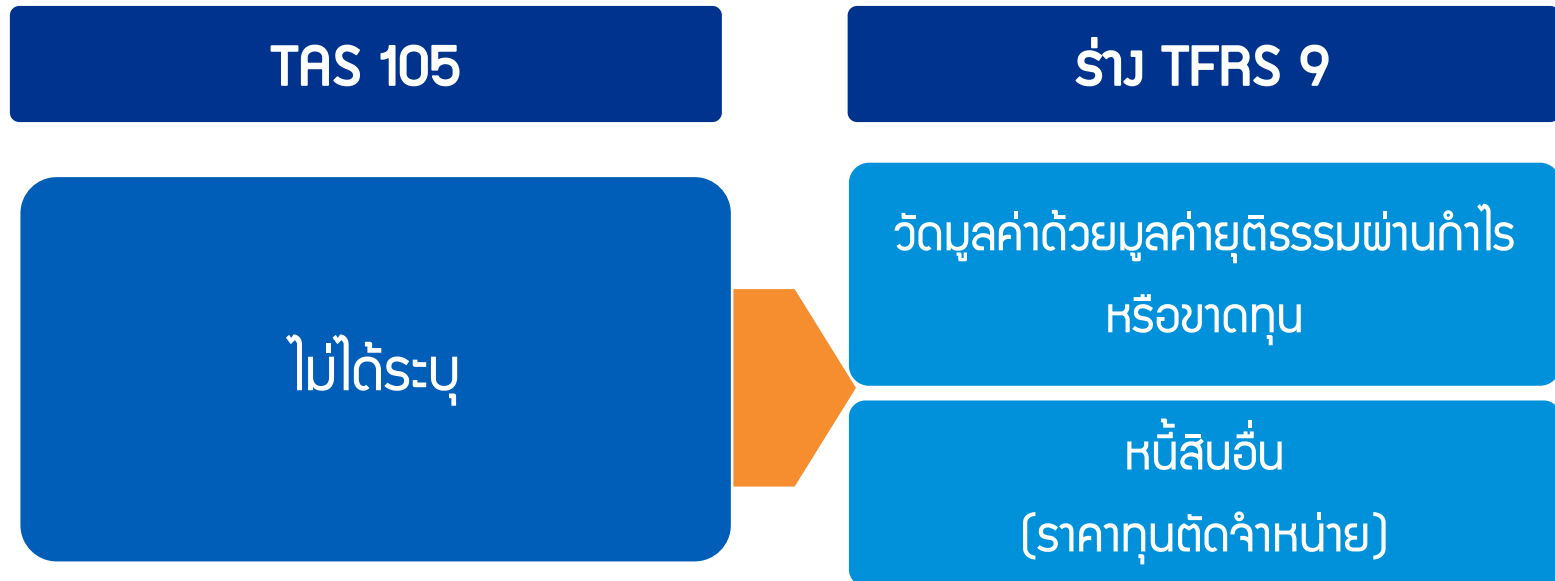 TAS 105
ร่าง TFRS 9
ไม่ได้ระบุ
วัดมูลค่าด้วยมูลค่ายุติธรรมผ่านกำไร
หรือขาดทุน
หนี้สินอื่น
(ราคาทุนตัดจำหน่าย)